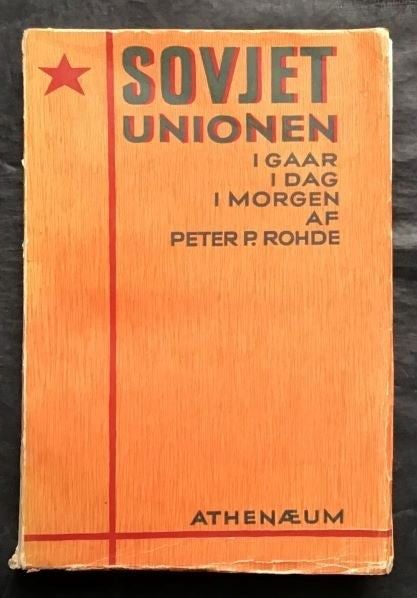 SOVJET
UNIONEN
I GAAR
I DAG
I MORGEN
AF
PETER P. ROHDE
ATHENÆUM